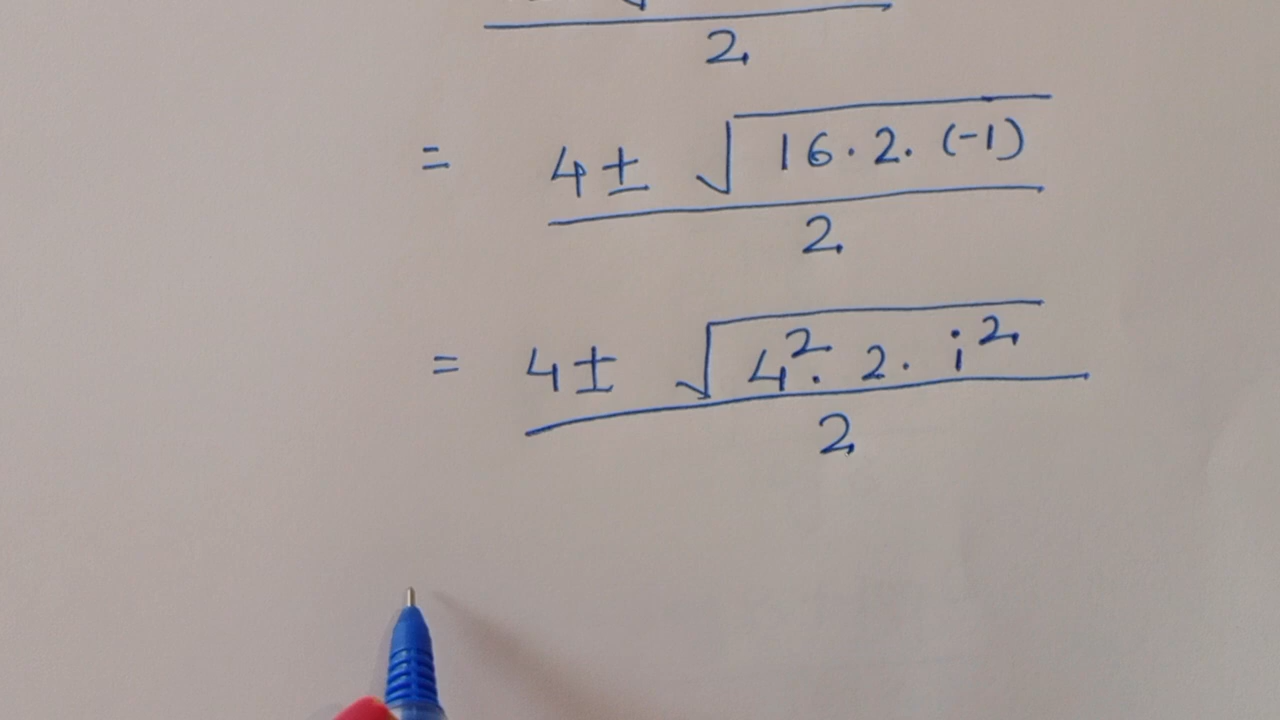 2
= 4 ± √16 · 2 · (-1)
2
= 4 ± √4² · 2 · i²
2